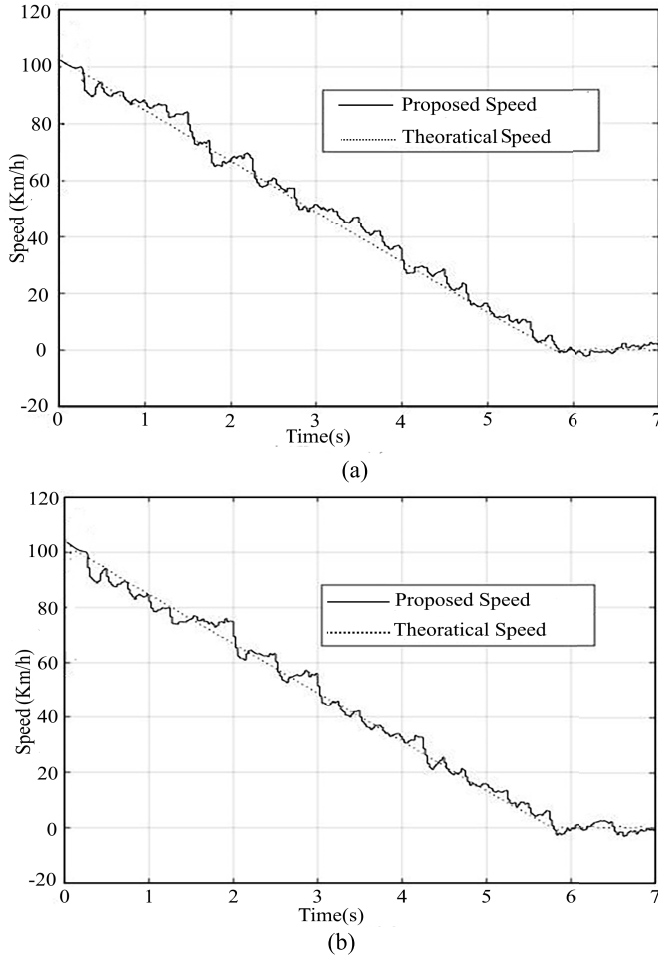 120
100
80
60
40
20
0
-20
Speed (Km/h)
Proposed Speed
Theoratical Speed
0 1 2 3 4 5 6 7
Time(s)
(a)
120
100
80
60
40
20
0
-20
Speed (Km/h)
Proposed Speed
Theoratical Speed
0 1 2 3 4 5 6 7
Time(s)
(b)